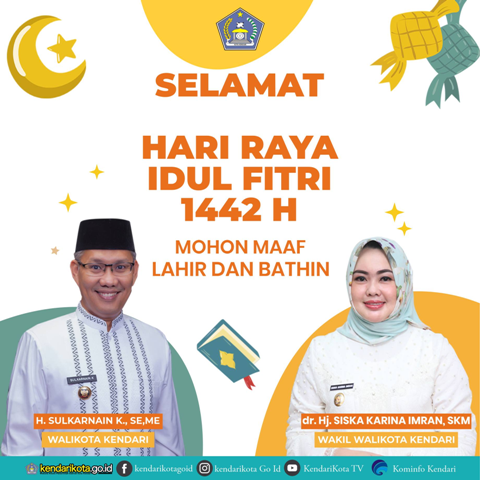 SELAMAT
HARI RAYA
IDUL FITRI
1442 H
MOHON MAAF
LAHIR DAN BATHIN
H. SULKARNAIN K., SE,ME
WALIKOTA KENDARI
dr. Hj. SISKA KARINA IMRAN, SKM
WAKIL WALIKOTA KENDARI
kendarikota.go.id kendarikotagoid kendarikota Go Id KendariKota TV Kominfo Kendari